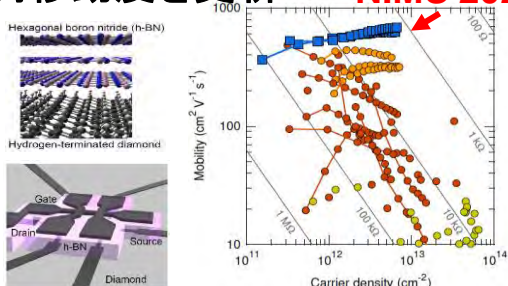 Hexagonal boron nitride (h-BN)
Hydrogen-terminated diamond
Gate
Drain
Source
h-BN
Diamond
Mobility (cm² V⁻¹ s⁻¹)
1000
100
10
100 Ω
1 kΩ
10 kΩ
100 kΩ
1 MΩ
10¹¹
10¹²
10¹³
10¹⁴
Carrier density (cm⁻²)